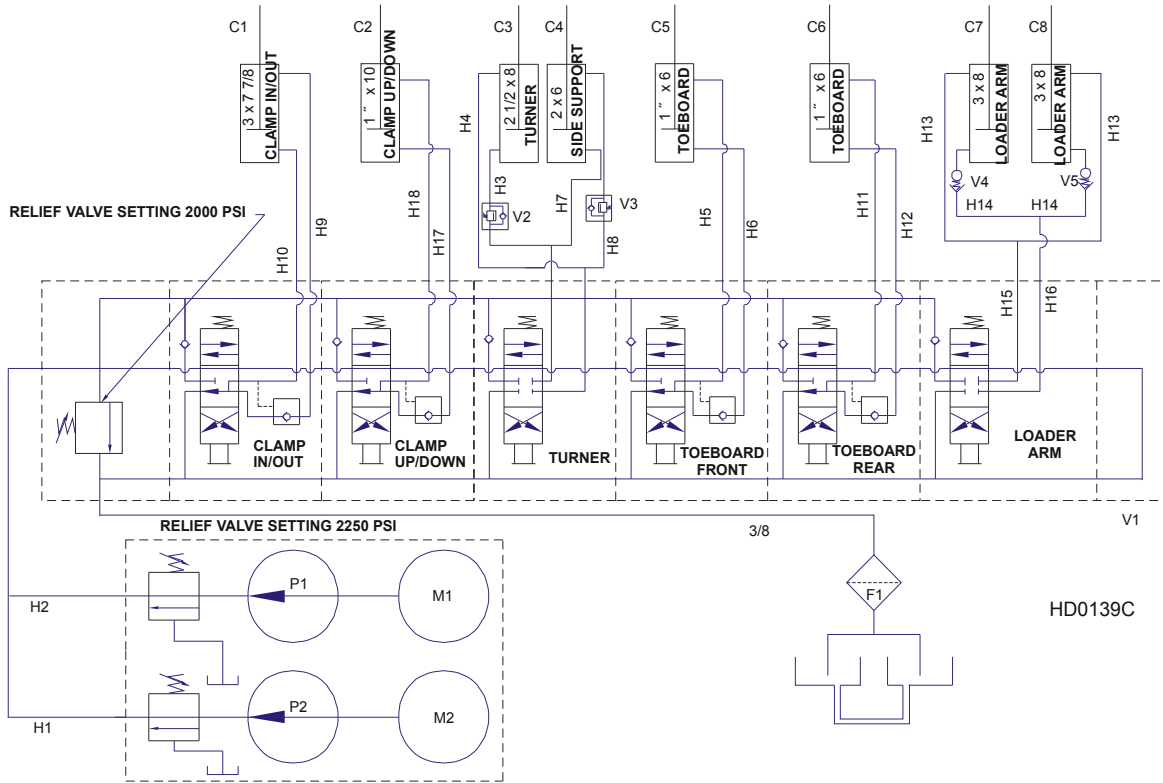 C1
C2
C3
C4
C5
C6
C7
C8
3 x 7 7/8
CLAMP IN/OUT
1 ″ x 10
CLAMP UP/DOWN
2 1/2 x 8
TURNER
2 x 6
SIDE SUPPORT
1 ″ x 6
TOEBOARD
1 ″ x 6
TOEBOARD
3 x 8
LOADER ARM
3 x 8
LOADER ARM
H4
H13
H13
H3
H7
V2
V3
V4
V5
H14
H14
RELIEF VALVE SETTING 2000 PSI
H10
H9
H18
H17
H8
H5
H6
H11
H12
H15
H16
CLAMP
IN/OUT
CLAMP
UP/DOWN
TURNER
TOEBOARD
FRONT
TOEBOARD
REAR
LOADER
ARM
V1
RELIEF VALVE SETTING 2250 PSI
3/8
P1
M1
F1
H2
HD0139C
P2
M2
H1